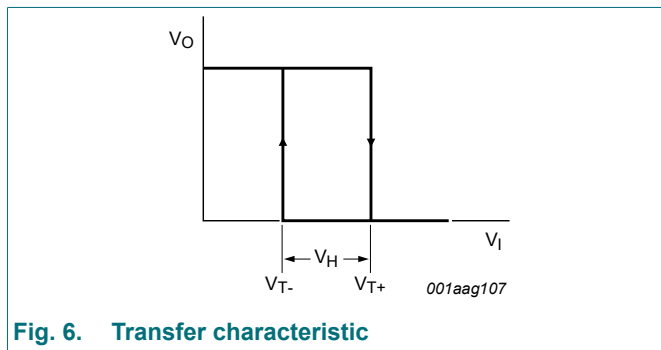 VO
VI
VH
VT-
VT+
001aag107
Fig. 6. Transfer characteristic